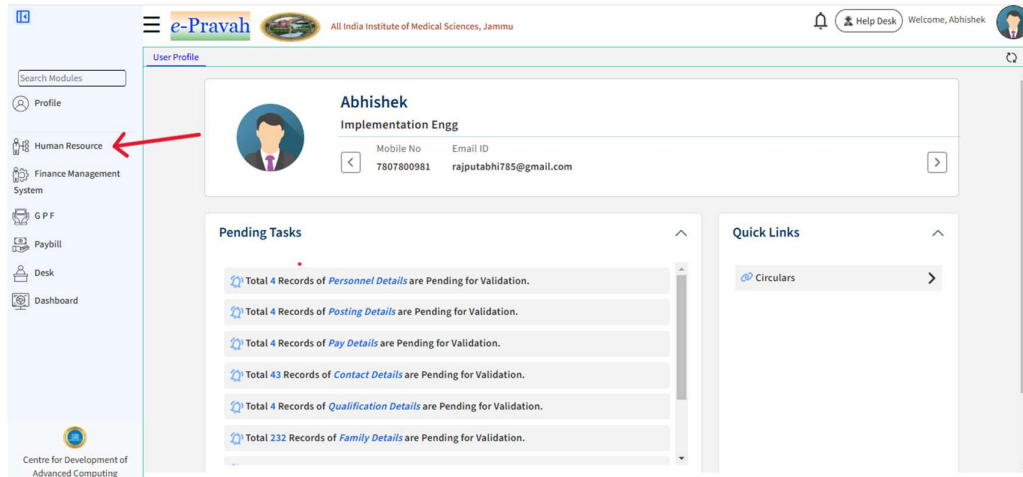 e-Pravah
All India Institute of Medical Sciences, Jammu
Help Desk
Welcome, Abhishek
User Profile
Search Modules
Profile
Human Resource
Finance Management
System
G P F
Paybill
Desk
Dashboard
Centre for Development of
Advanced Computing
Abhishek
Implementation Engg
Mobile No Email ID
7807800981 rajputabhi785@gmail.com
Pending Tasks
Total 4 Records of Personnel Details are Pending for Validation.
Total 4 Records of Posting Details are Pending for Validation.
Total 4 Records of Pay Details are Pending for Validation.
Total 43 Records of Contact Details are Pending for Validation.
Total 4 Records of Qualification Details are Pending for Validation.
Total 232 Records of Family Details are Pending for Validation.
Quick Links
Circulars